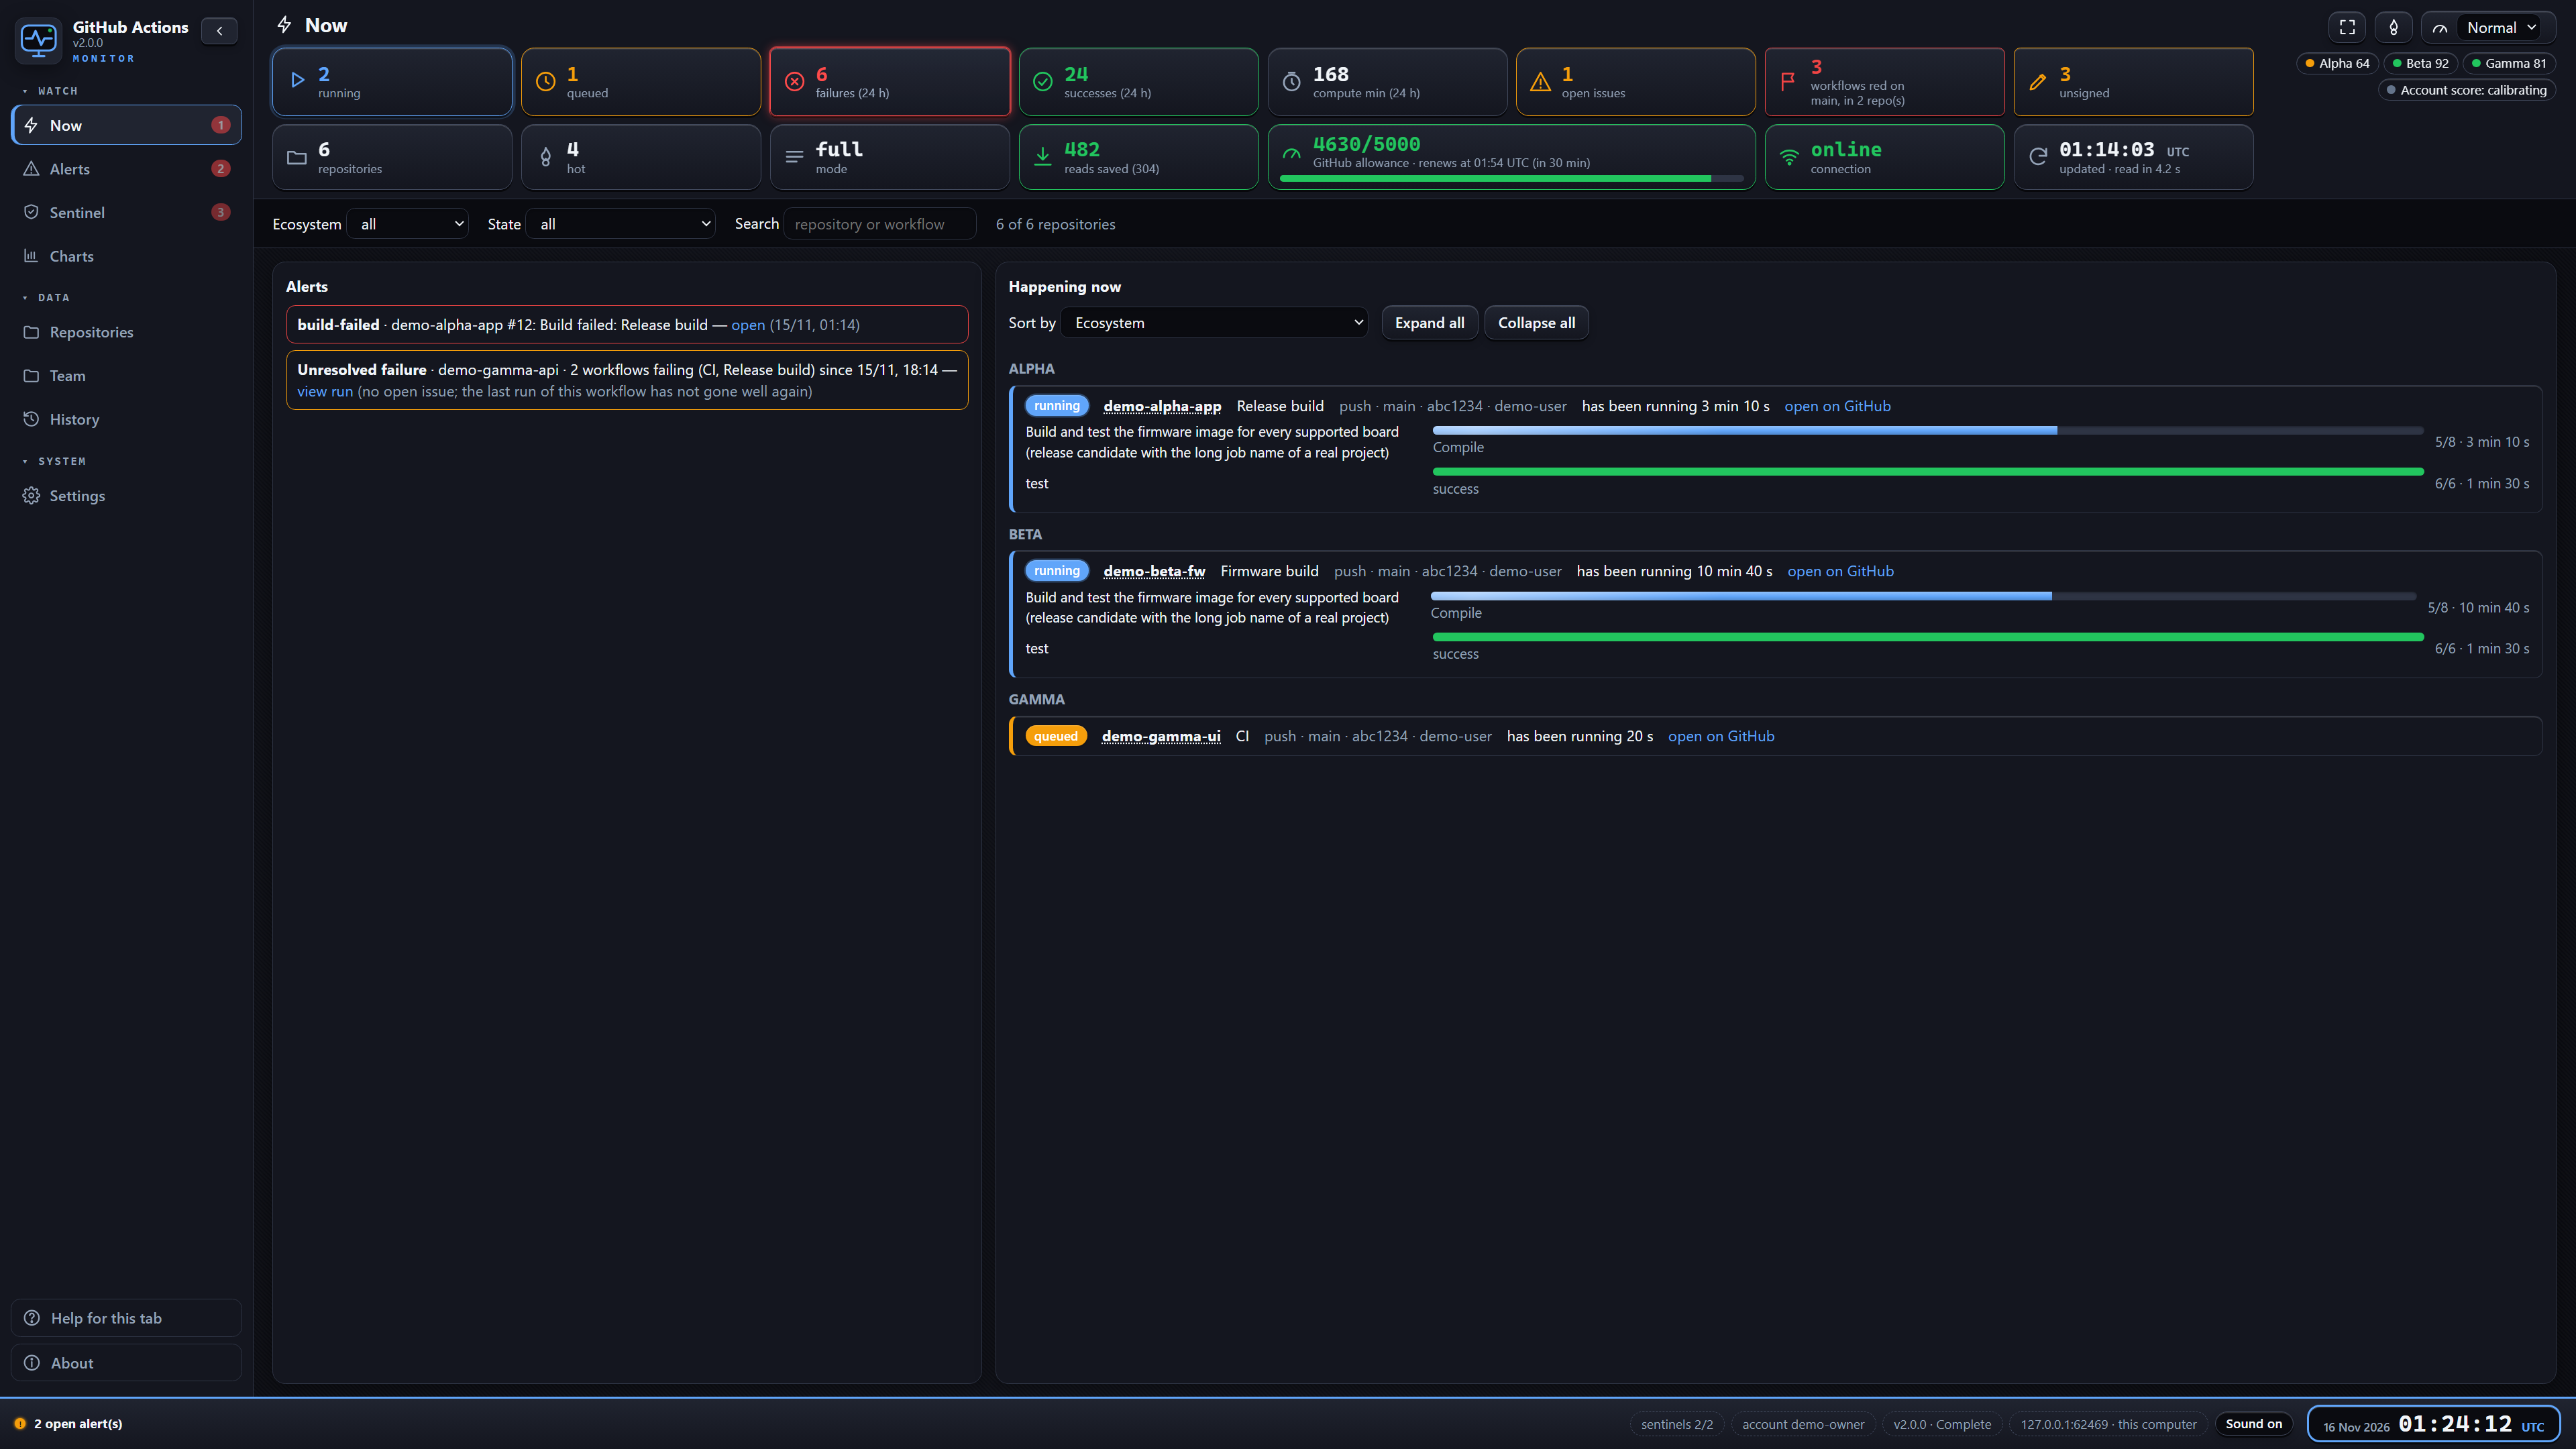 GitHub Actions
v2.0.0
MONITOR
WATCH
Now 1
Alerts 2
Sentinel 3
Charts
DATA
Repositories
Team
History
SYSTEM
Settings
Help for this tab
About
Now
Normal
2
running
1
queued
6
failures (24 h)
24
successes (24 h)
168
compute min (24 h)
1
open issues
3
workflows red on
main, in 2 repo(s)
3
unsigned
Alpha 64 Beta 92 Gamma 81
Account score: calibrating
6
repositories
4
hot
full
mode
482
reads saved (304)
4630/5000
GitHub allowance · renews at 01:54 UTC (in 30 min)
online
connection
01:14:03 UTC
updated · read in 4.2 s
Ecosystem all State all Search repository or workflow 6 of 6 repositories
Alerts
build-failed · demo-alpha-app #12: Build failed: Release build — open (15/11, 01:14)
Unresolved failure · demo-gamma-api · 2 workflows failing (CI, Release build) since 15/11, 18:14 —
view run (no open issue; the last run of this workflow has not gone well again)
Happening now
Sort by Ecosystem Expand all Collapse all
ALPHA
running demo-alpha-app Release build push · main · abc1234 · demo-user has been running 3 min 10 s open on GitHub
Build and test the firmware image for every supported board
(release candidate with the long job name of a real project)
Compile
5/8 · 3 min 10 s
test
success
6/6 · 1 min 30 s
BETA
running demo-beta-fw Firmware build push · main · abc1234 · demo-user has been running 10 min 40 s open on GitHub
Build and test the firmware image for every supported board
(release candidate with the long job name of a real project)
Compile
5/8 · 10 min 40 s
test
success
6/6 · 1 min 30 s
GAMMA
queued demo-gamma-ui CI push · main · abc1234 · demo-user has been running 20 s open on GitHub
2 open alert(s)
sentinels 2/2 account demo-owner v2.0.0 · Complete 127.0.0.1:62469 · this computer Sound on 16 Nov 2026 01:24:12 UTC